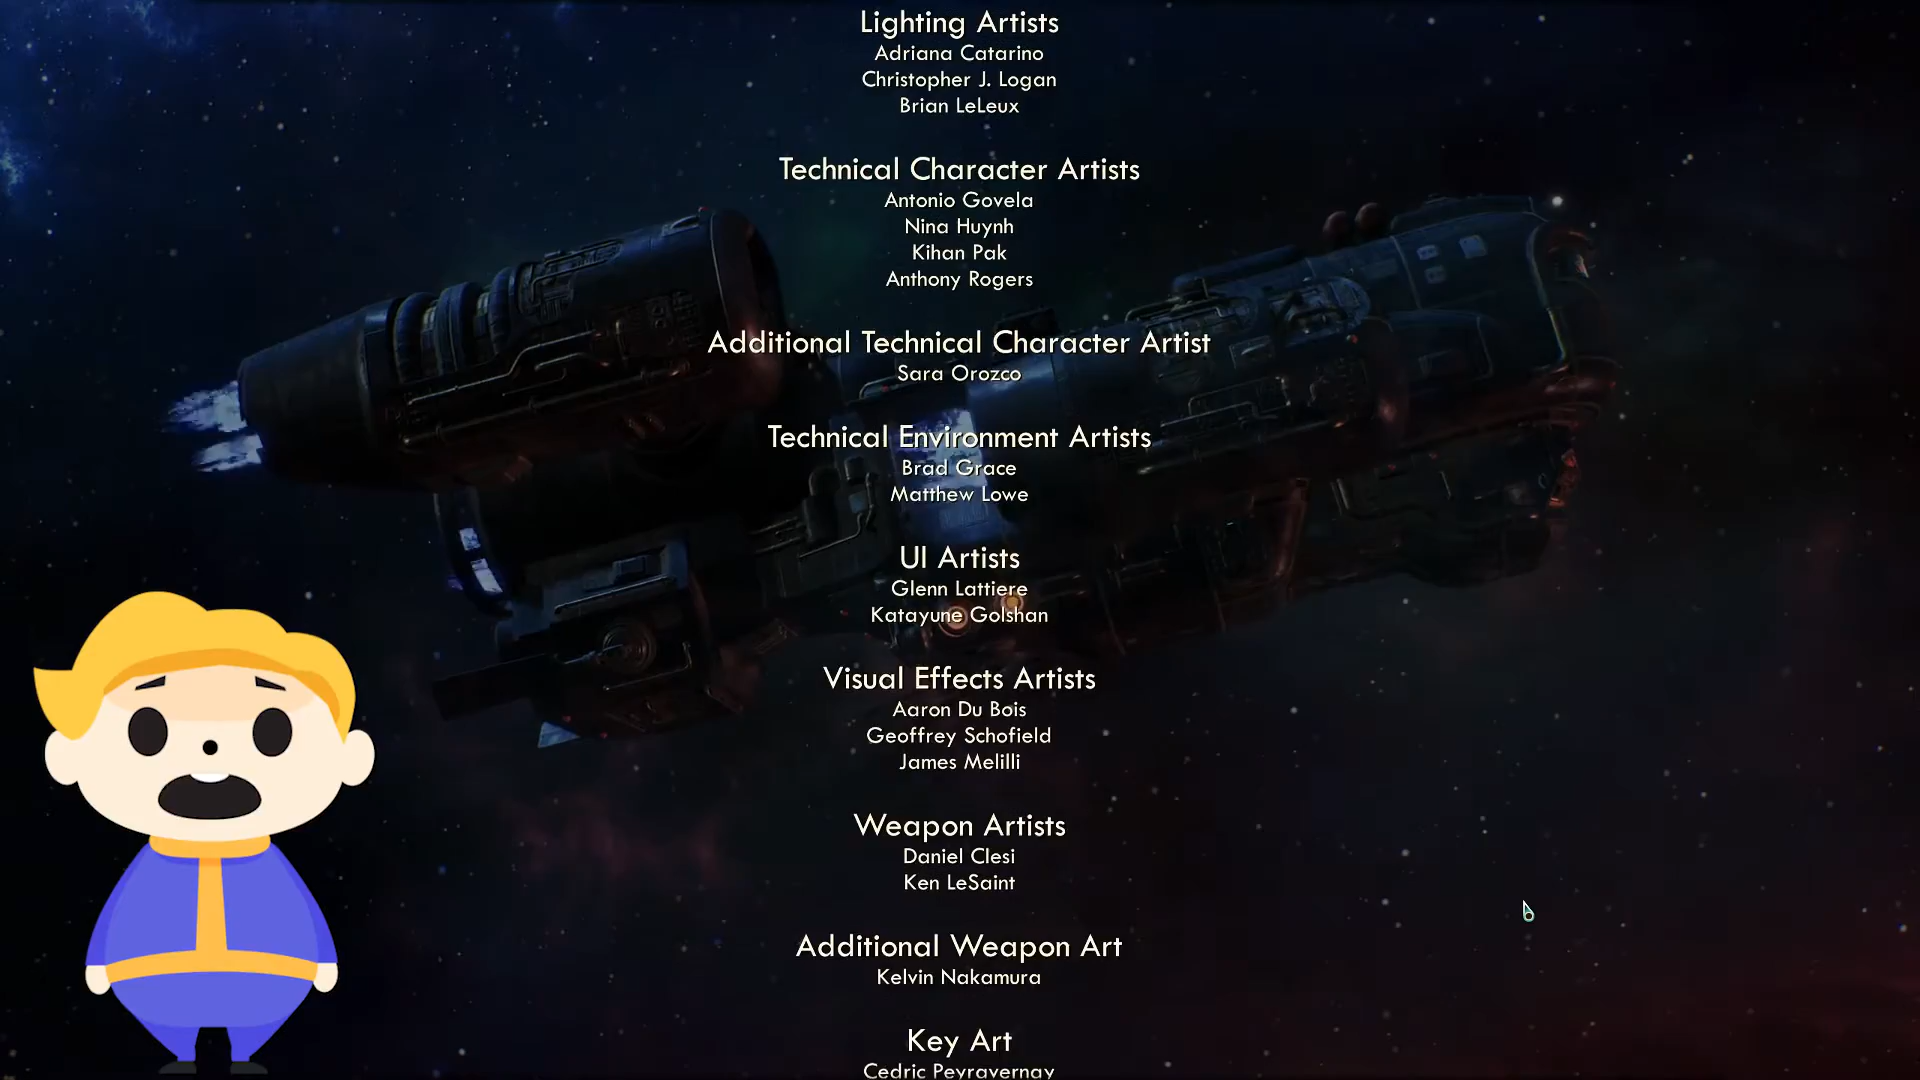 Lighting Artists
Adriana Catarino
Christopher J. Logan
Brian LeLeux
Technical Character Artists
Antonio Govela
Nina Huynh
Kihan Pak
Anthony Rogers
Additional Technical Character Artist
Sara Orozco
Technical Environment Artists
Brad Grace
Matthew Lowe
UI Artists
Glenn Lattiere
Katayune Golshan
Visual Effects Artists
Aaron Du Bois
Geoffrey Schofield
James Melilli
Weapon Artists
Daniel Clesi
Ken LeSaint
Additional Weapon Art
Kelvin Nakamura
Key Art
Cedric Peyravernay